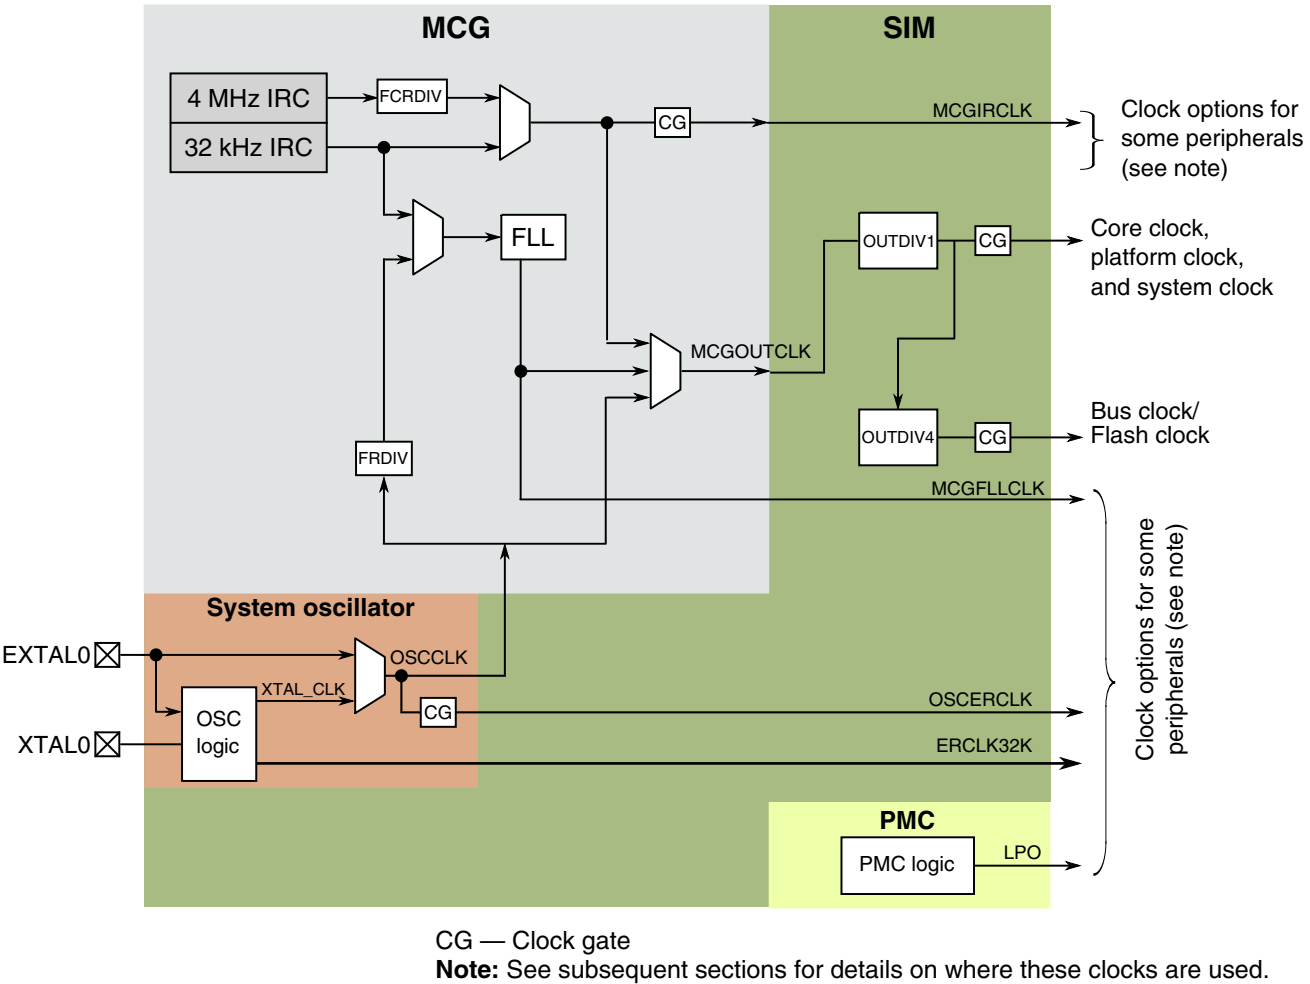 MCG
SIM
4 MHz IRC
FCRDIV
32 kHz IRC
CG
MCGIRCLK
Clock options for
some peripherals
(see note)
FLL
OUTDIV1
CG
Core clock,
platform clock,
and system clock
MCGOUTCLK
FRDIV
OUTDIV4
CG
Bus clock/
Flash clock
MCGFLLCLK
Clock options for some
peripherals (see note)
System oscillator
EXTAL0
OSCCLK
XTAL_CLK
OSC
logic
CG
OSCERCLK
XTAL0
ERCLK32K
PMC
PMC logic
LPO
CG — Clock gate
Note: See subsequent sections for details on where these clocks are used.